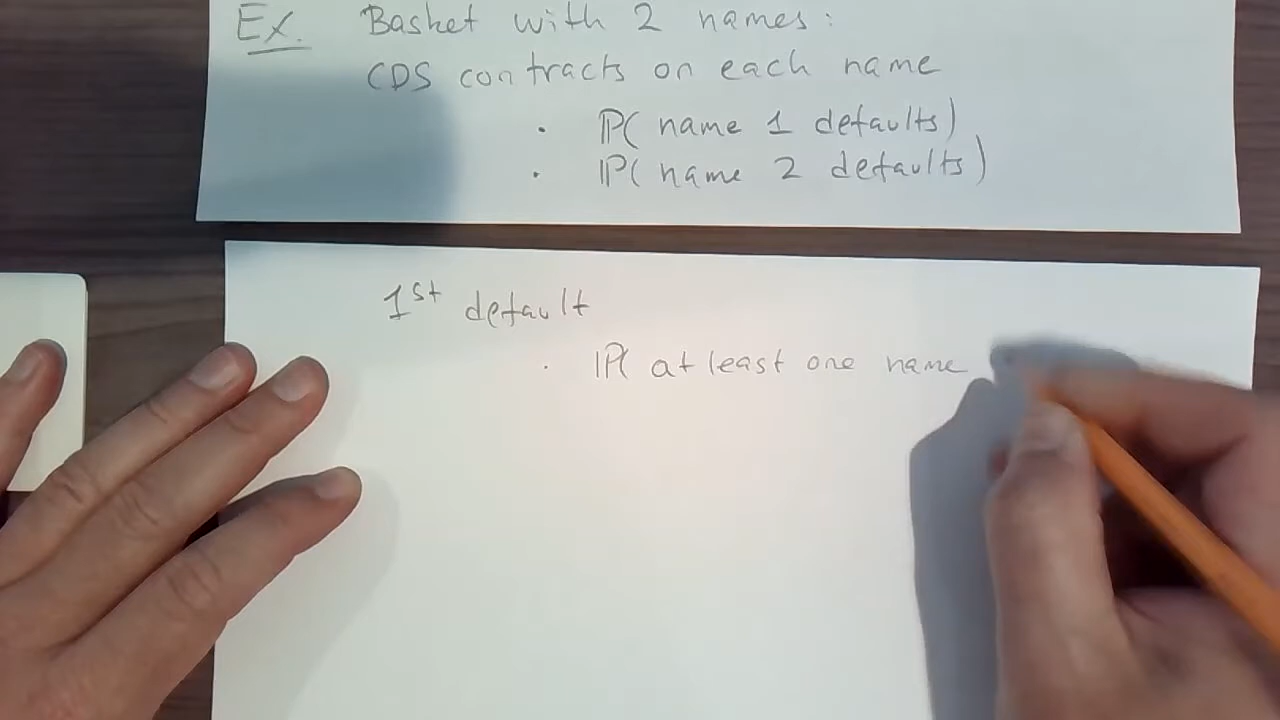 Ex. Basket with 2 names:
CDS contracts on each name
· ℙ( name 1 defaults)
· ℙ( name 2 defaults)
1st default
· ℙ( at least one name